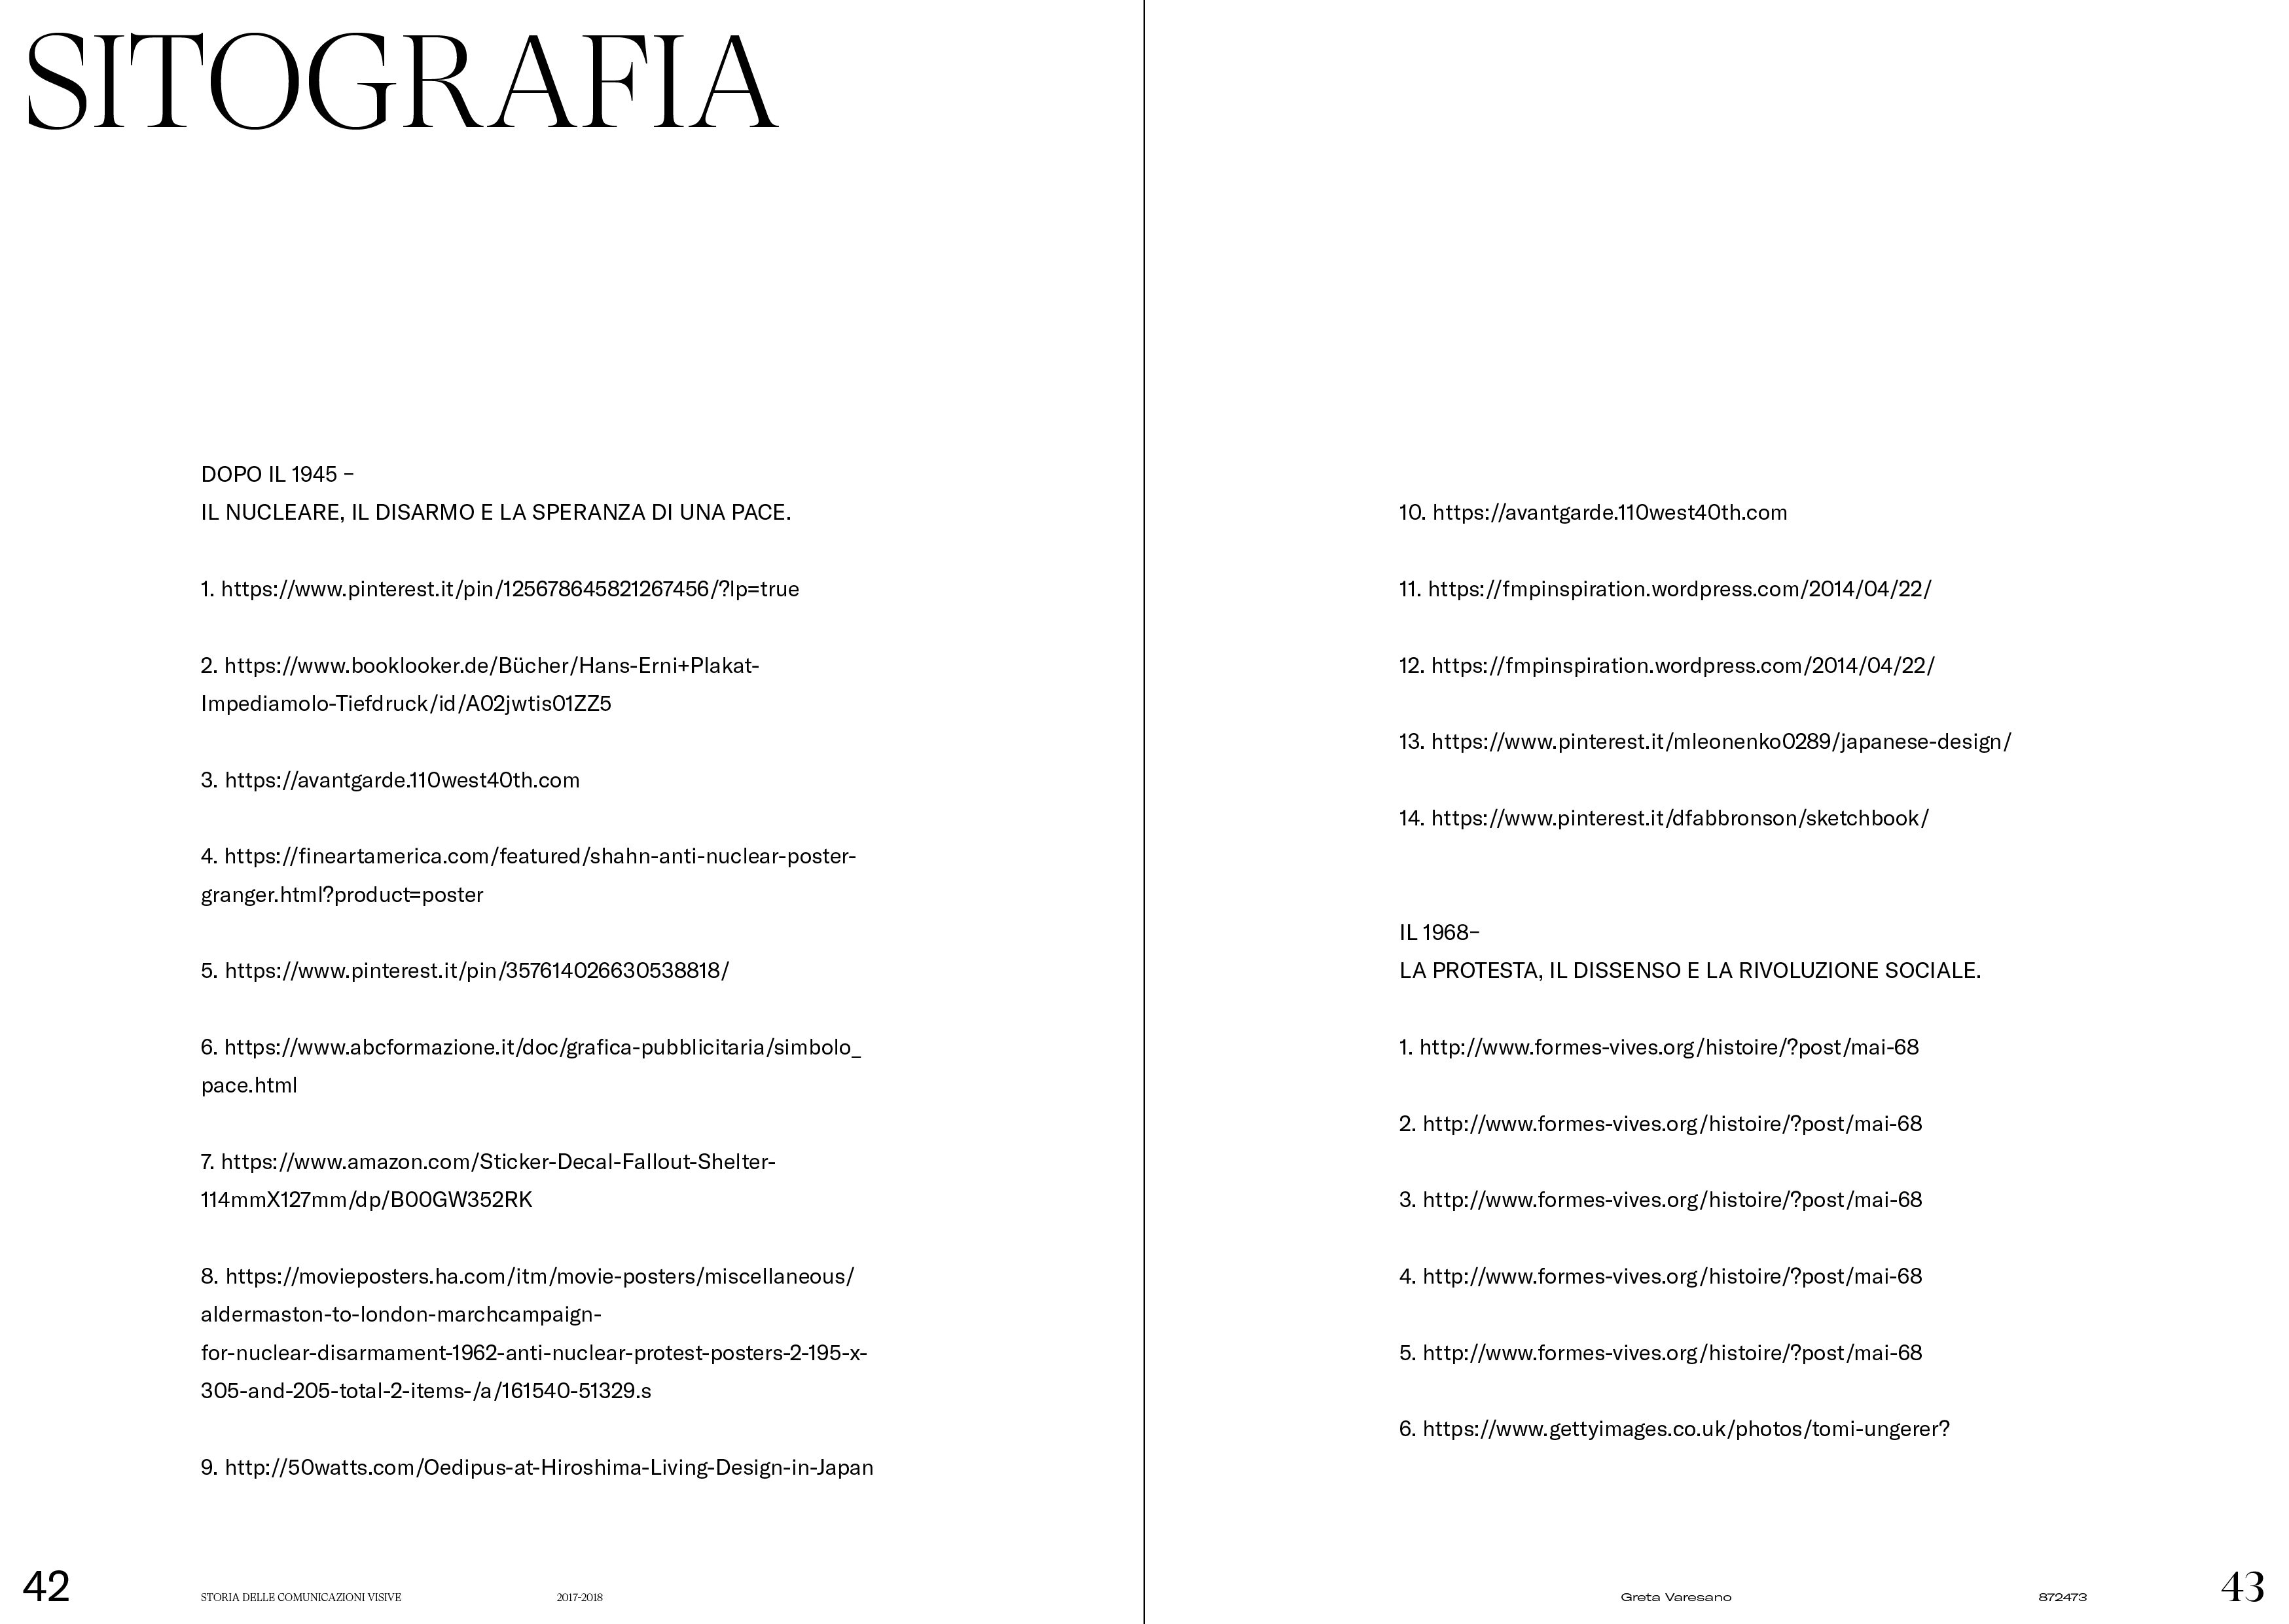 SITOGRAFIA
DOPO IL 1945 –
IL NUCLEARE, IL DISARMO E LA SPERANZA DI UNA PACE.
1. https://www.pinterest.it/pin/125678645821267456/?lp=true
2. https://www.booklooker.de/Bücher/Hans-Erni+Plakat-
Impediamolo-Tiefdruck/id/A02jwtis01ZZ5
3. https://avantgarde.110west40th.com
4. https://fineartamerica.com/featured/shahn-anti-nuclear-poster-
granger.html?product=poster
5. https://www.pinterest.it/pin/357614026630538818/
6. https://www.abcformazione.it/doc/grafica-pubblicitaria/simbolo_
pace.html
7. https://www.amazon.com/Sticker-Decal-Fallout-Shelter-
114mmX127mm/dp/B00GW352RK
8. https://movieposters.ha.com/itm/movie-posters/miscellaneous/
aldermaston-to-london-marchcampaign-
for-nuclear-disarmament-1962-anti-nuclear-protest-posters-2-195-x-
305-and-205-total-2-items-/a/161540-51329.s
9. http://50watts.com/Oedipus-at-Hiroshima-Living-Design-in-Japan
42
STORIA DELLE COMUNICAZIONI VISIVE
2017-2018
10. https://avantgarde.110west40th.com
11. https://fmpinspiration.wordpress.com/2014/04/22/
12. https://fmpinspiration.wordpress.com/2014/04/22/
13. https://www.pinterest.it/mleonenko0289/japanese-design/
14. https://www.pinterest.it/dfabbronson/sketchbook/
IL 1968–
LA PROTESTA, IL DISSENSO E LA RIVOLUZIONE SOCIALE.
1. http://www.formes-vives.org/histoire/?post/mai-68
2. http://www.formes-vives.org/histoire/?post/mai-68
3. http://www.formes-vives.org/histoire/?post/mai-68
4. http://www.formes-vives.org/histoire/?post/mai-68
5. http://www.formes-vives.org/histoire/?post/mai-68
6. https://www.gettyimages.co.uk/photos/tomi-ungerer?
Greta Varesano
872473
43